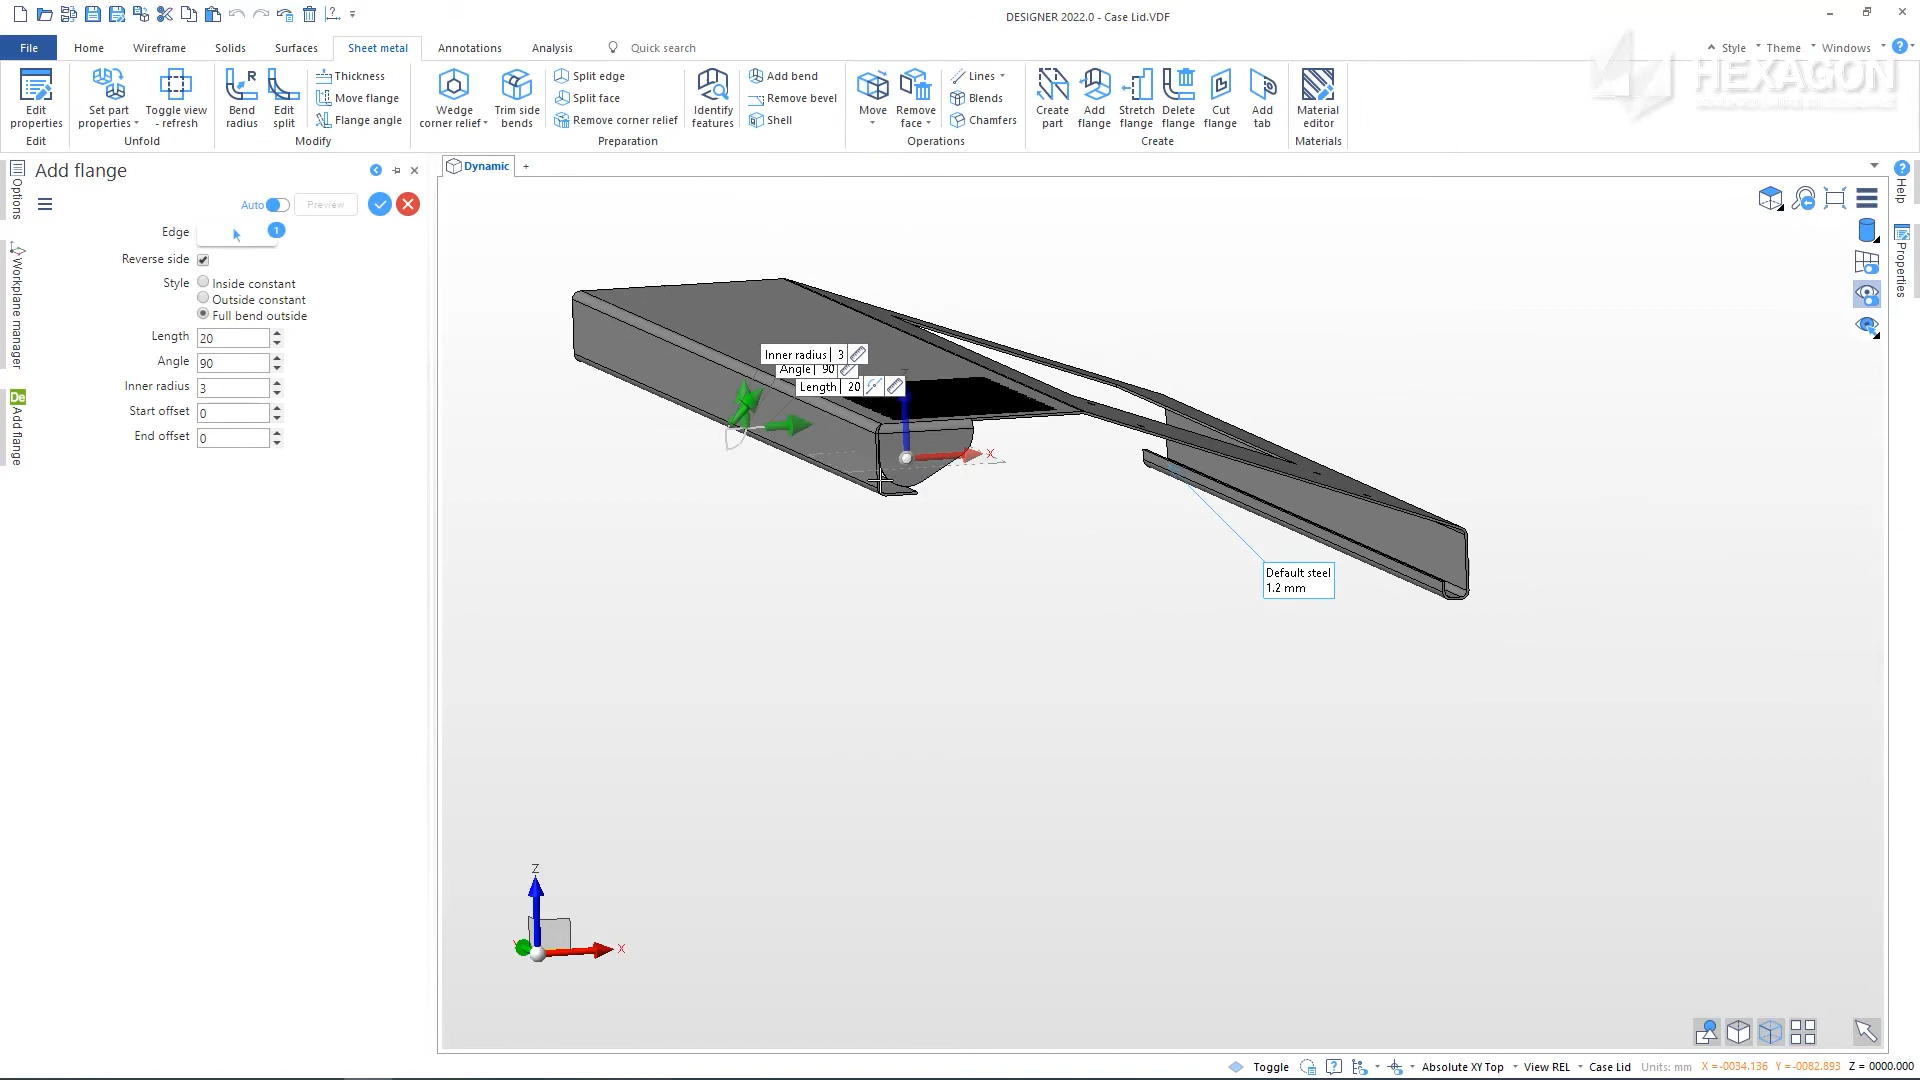 DESIGNER 2022.0 - Case Lid.VDF
File Home Wireframe Solids Surfaces Sheet metal Annotations Analysis Quick search Style Theme Windows
HEXAGON
Edit properties
Set part properties
Toggle view - refresh
Bend radius
Edit split
Thickness
Move flange
Flange angle
Wedge corner relief
Trim side bends
Split edge
Split face
Remove corner relief
Identify features
Add bend
Remove bevel
Shell
Move
Remove face
Lines
Blends
Chamfers
Create part
Add flange
Stretch flange
Delete flange
Cut flange
Add tab
Material editor
Edit Unfold Modify Preparation Operations Create Materials
Options
Workplane manager
De Add flange
Add flange
Auto Preview
Edge 1
Reverse side
Style Inside constant
Outside constant
Full bend outside
Length 20
Angle 90
Inner radius 3
Start offset 0
End offset 0
Dynamic +
Help
Properties
Inner radius 3
Angle 90
Length 20
X
Default steel
1.2 mm
Z
X
Toggle Absolute XY Top View REL Case Lid Units: mm X =-0034.136 Y =-0082.893 Z = 0000.000